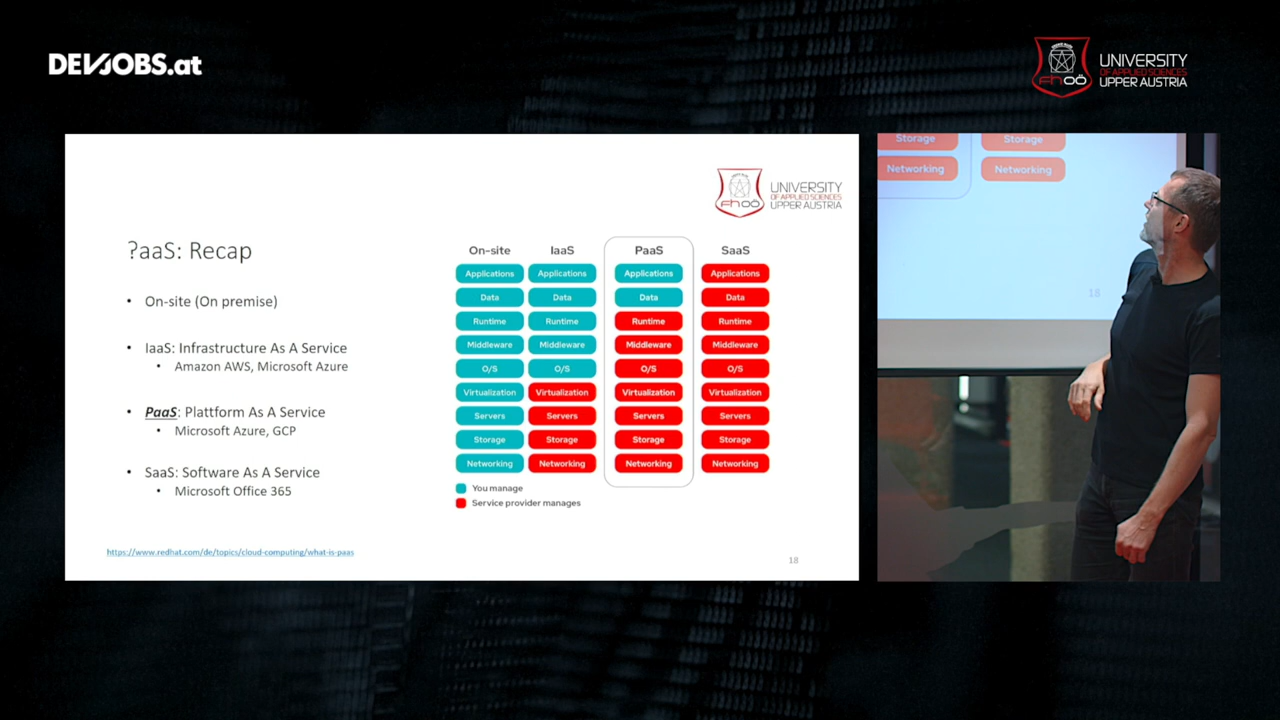 DEVJOBS.at
fhoö
UNIVERSITY
OF APPLIED SCIENCES
UPPER AUSTRIA
fhoö
UNIVERSITY
OF APPLIED SCIENCES
UPPER AUSTRIA
?aaS: Recap
• On-site (On premise)
• IaaS: Infrastructure As A Service
• Amazon AWS, Microsoft Azure
• PaaS: Plattform As A Service
• Microsoft Azure, GCP
• SaaS: Software As A Service
• Microsoft Office 365
https://www.redhat.com/de/topics/cloud-computing/what-is-paas
On-site IaaS PaaS SaaS
Applications Applications Applications Applications
Data Data Data Data
Runtime Runtime Runtime Runtime
Middleware Middleware Middleware Middleware
O/S O/S O/S O/S
Virtualization Virtualization Virtualization Virtualization
Servers Servers Servers Servers
Storage Storage Storage Storage
Networking Networking Networking Networking
You manage
Service provider manages
18
Storage Storage
Networking Networking
18